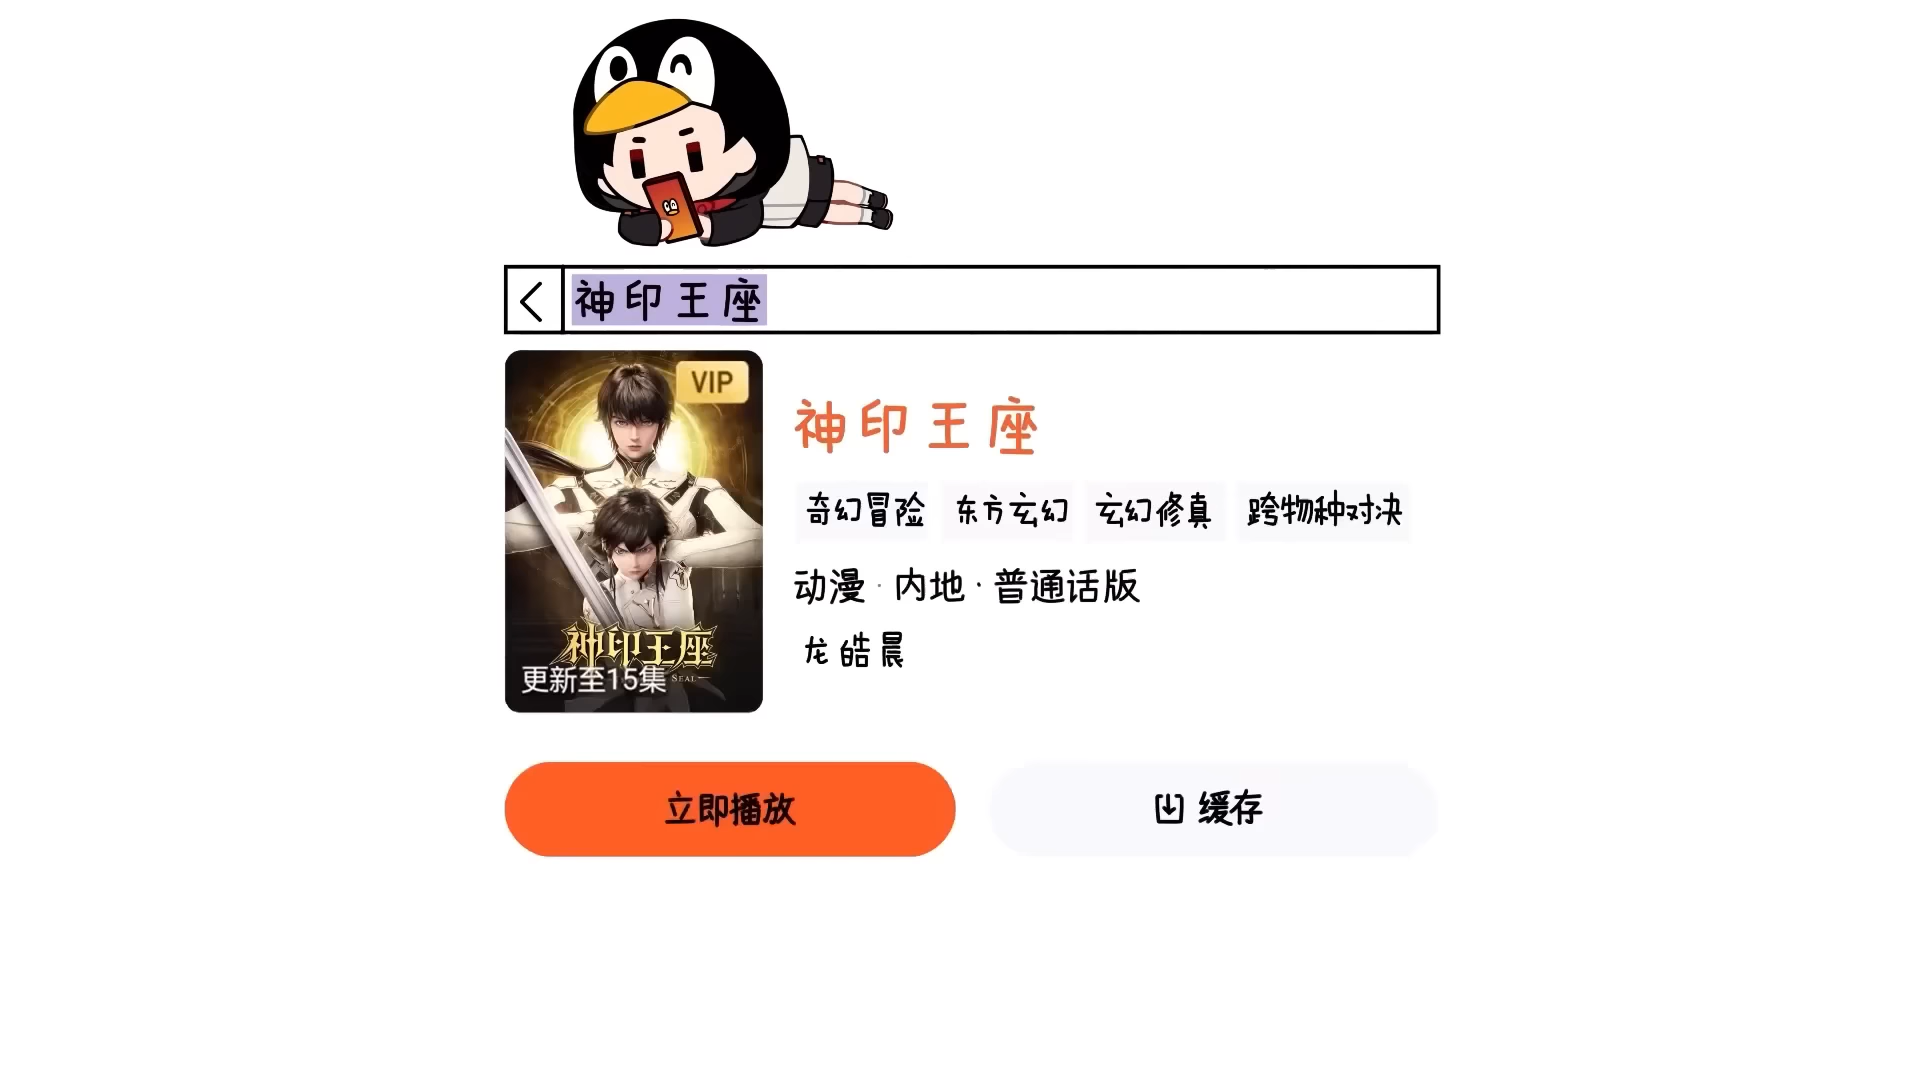 神印王座
VIP
神印王座
更新至15集
SEAL
神印王座
奇幻冒险 东方玄幻 玄幻修真 跨物种对决
动漫·内地·普通话版
龙皓晨
立即播放 缓存